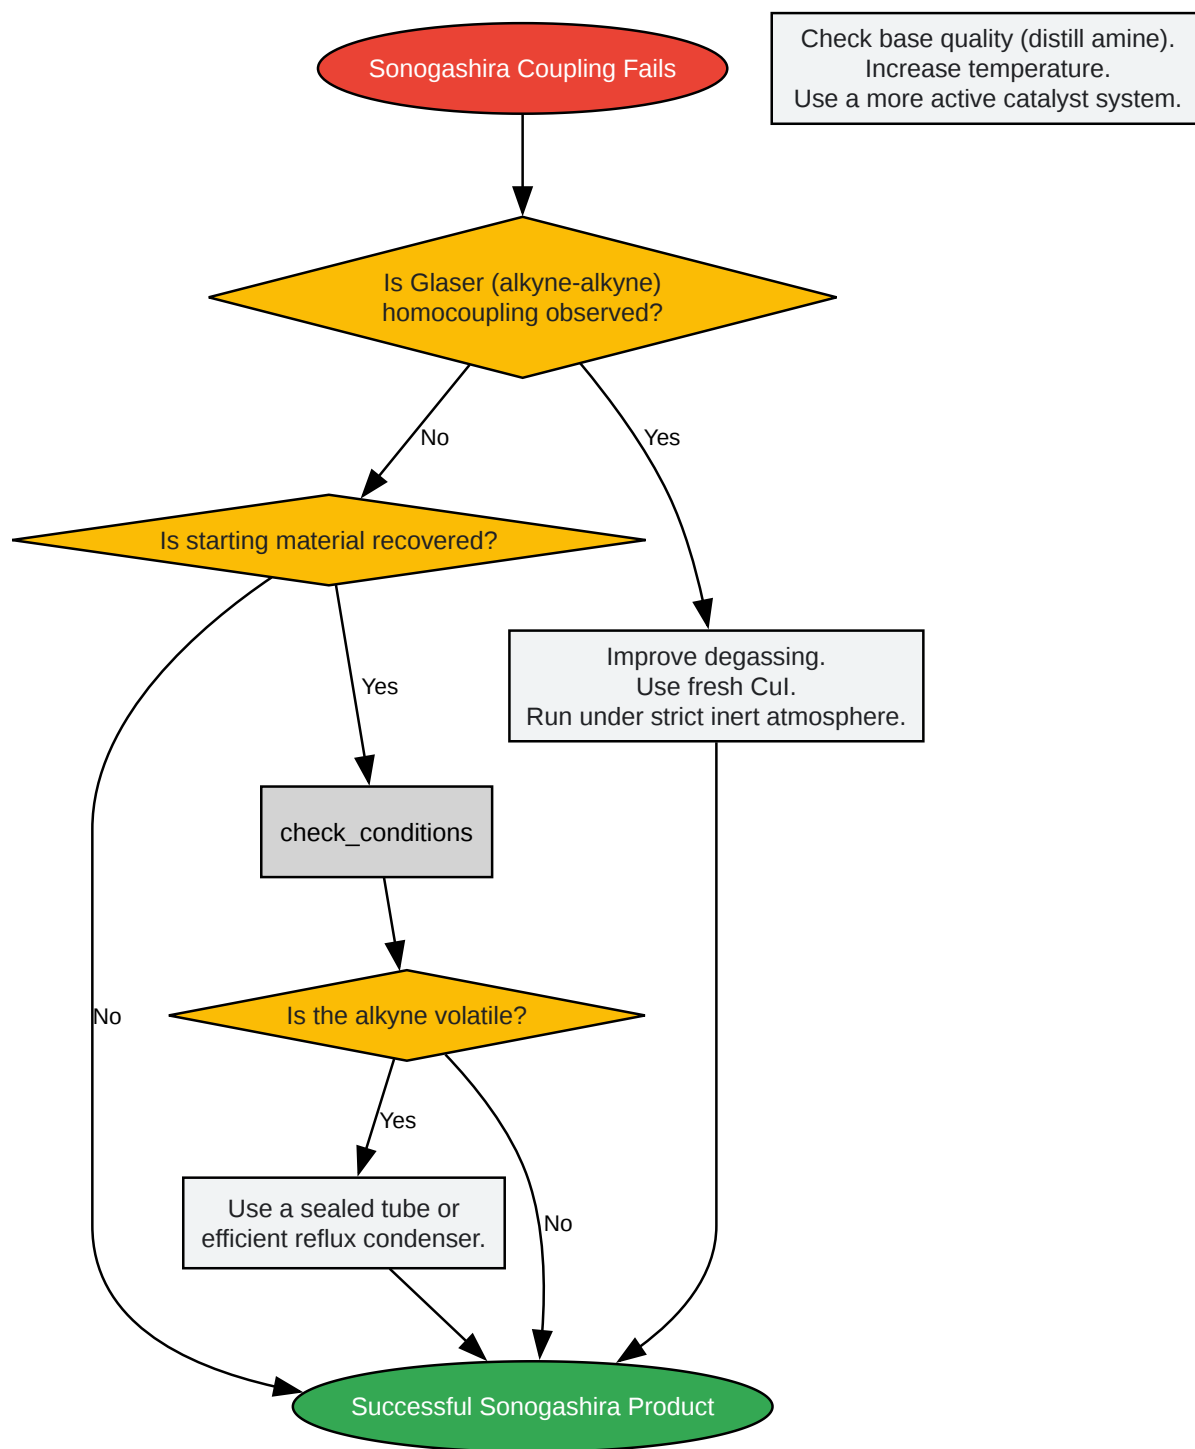 Sonogashira Coupling Fails
Check base quality (distill amine).
Increase temperature.
Use a more active catalyst system.
Is Glaser (alkyne-alkyne)
homocoupling observed?
No
Yes
Is starting material recovered?
Yes
Improve degassing.
Use fresh CuI.
Run under strict inert atmosphere.
check_conditions
No
Is the alkyne volatile?
Yes
Use a sealed tube or
efficient reflux condenser.
No
Successful Sonogashira Product